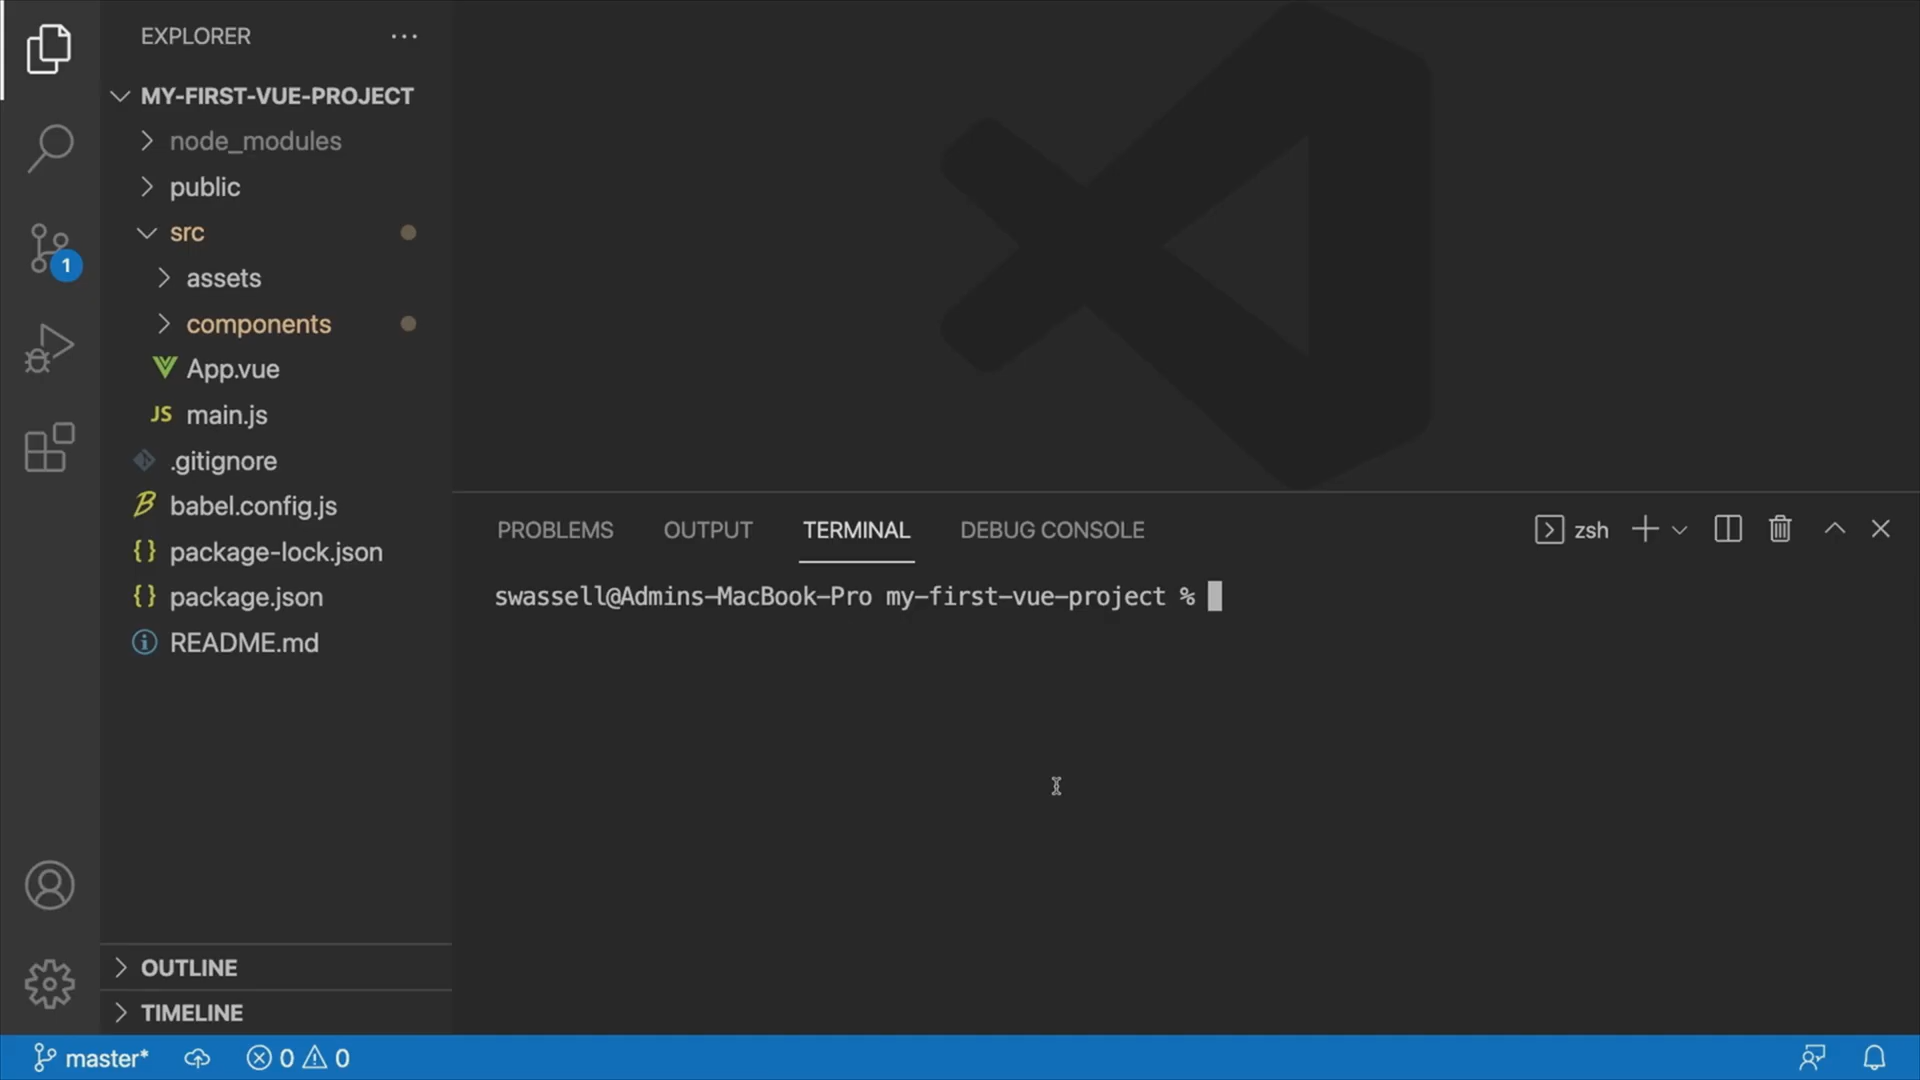 EXPLORER
MY-FIRST-VUE-PROJECT
node_modules
public
src
1
assets
components
App.vue
JS main.js
.gitignore
babel.config.js
{} package-lock.json
{} package.json
README.md
OUTLINE
TIMELINE
PROBLEMS OUTPUT TERMINAL DEBUG CONSOLE zsh
swassell@Admins-MacBook-Pro my-first-vue-project %
master* 0 0